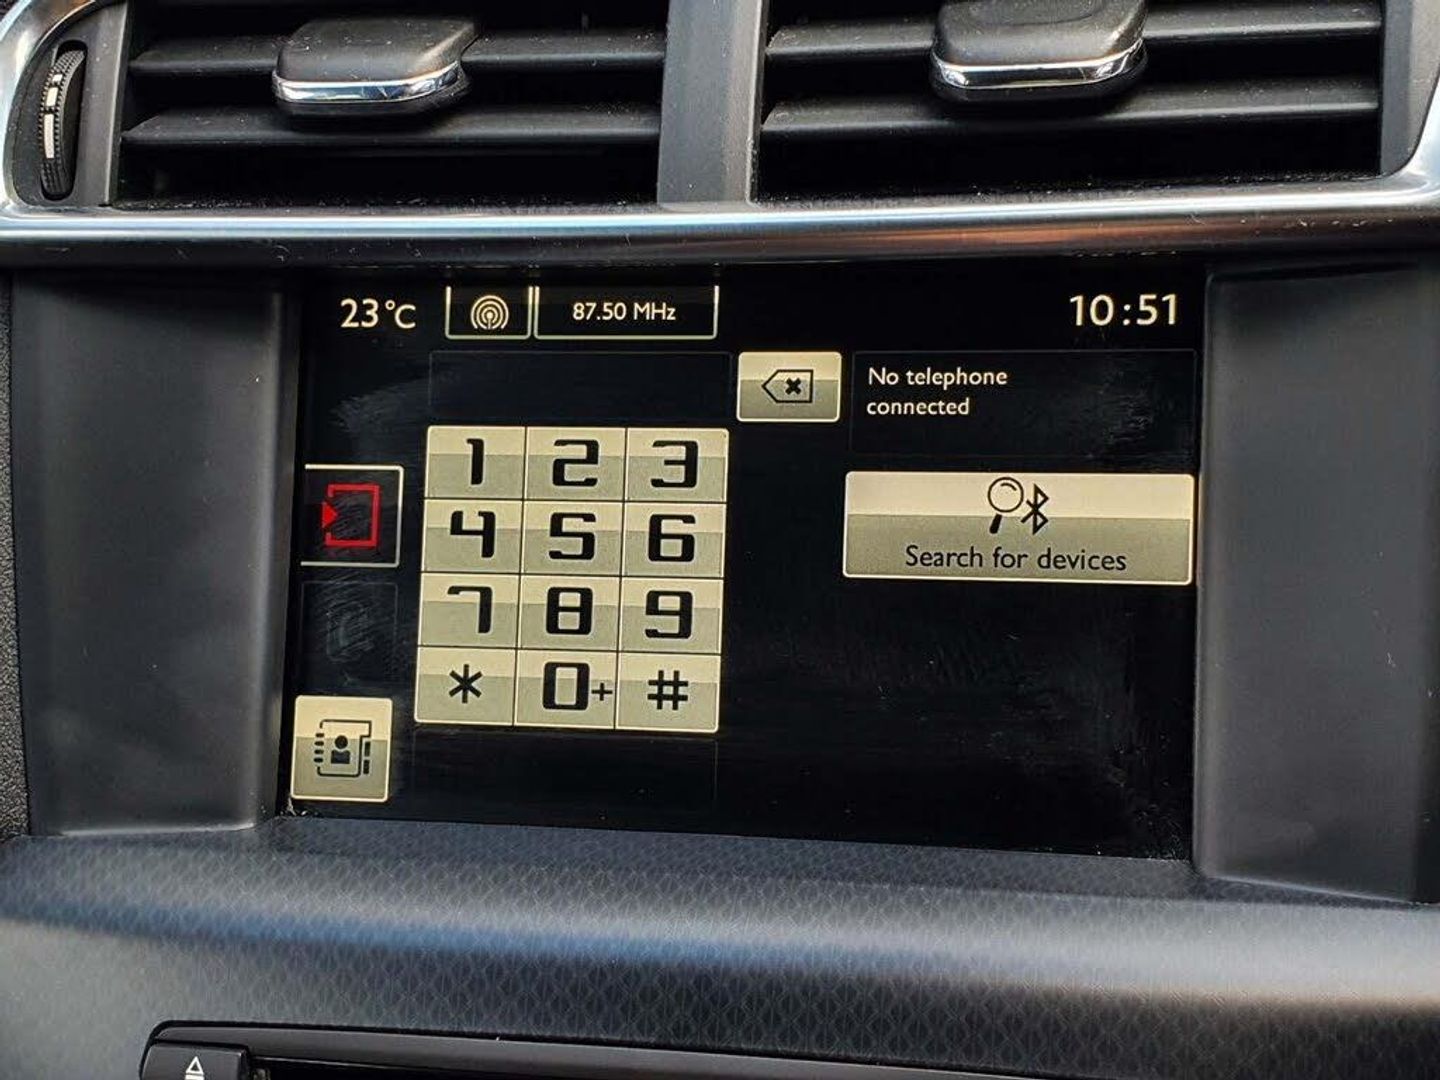 23°C 87.50 MHz 10:51
No telephone
connected
1 2 3
4 5 6
7 8 9
* 0+ #
Search for devices